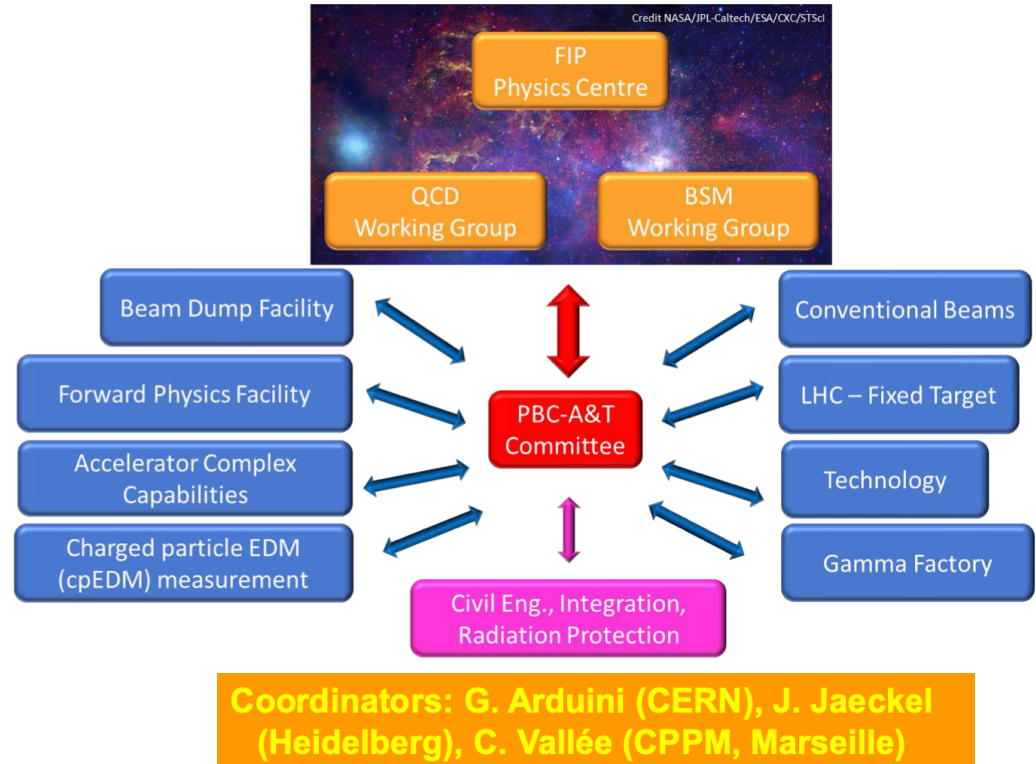 Credit NASA/JPL-Caltech/ESA/CXC/STScI
FIP
Physics Centre
QCD
Working Group
BSM
Working Group
Beam Dump Facility
Conventional Beams
Forward Physics Facility
LHC – Fixed Target
PBC-A&T
Committee
Accelerator Complex
Capabilities
Technology
Charged particle EDM
(cpEDM) measurement
Gamma Factory
Civil Eng., Integration,
Radiation Protection
Coordinators: G. Arduini (CERN), J. Jaeckel
(Heidelberg), C. Vallée (CPPM, Marseille)